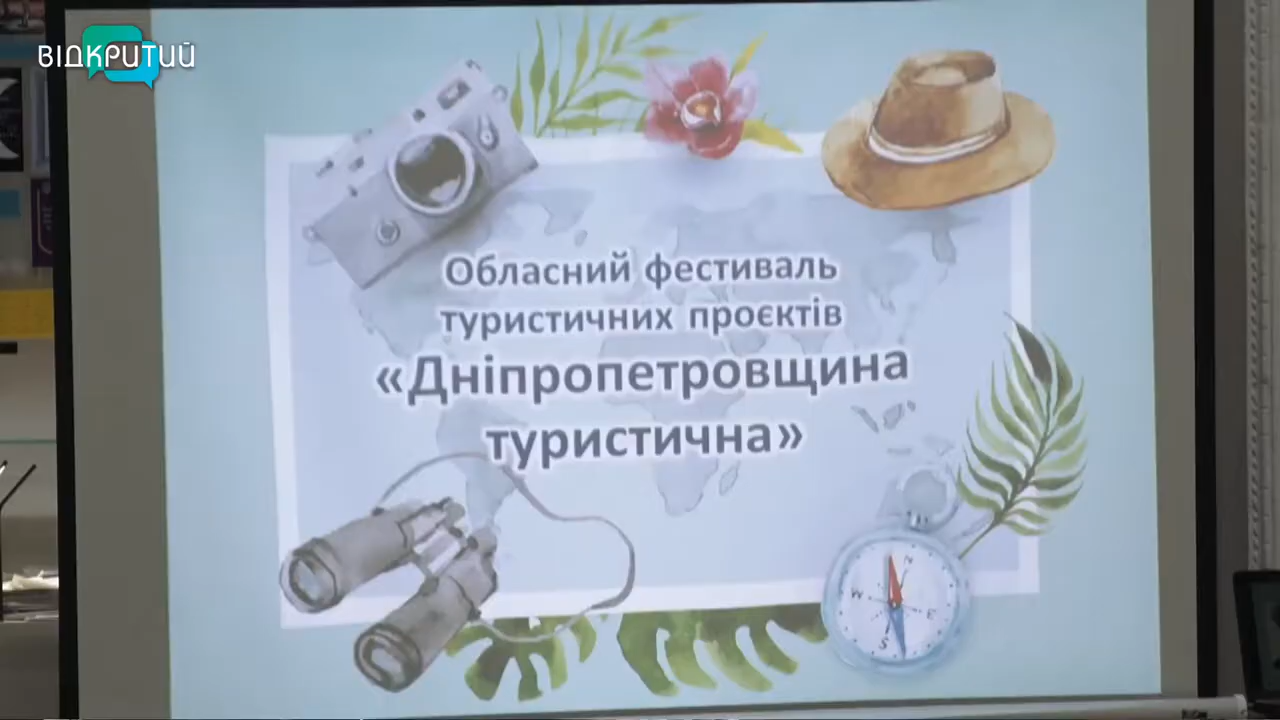 ВІДКРИТИЙ
Обласний фестиваль
туристичних проєктів
«Дніпропетровщина
туристична»
N
W E
S